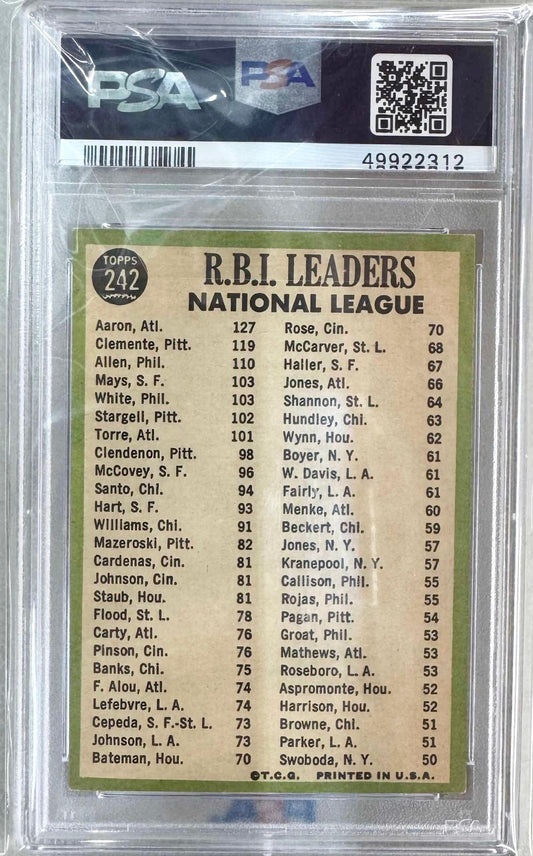 PSA PSA
49922312
TOPPS
242
R.B.I. LEADERS
NATIONAL LEAGUE
Aaron, Atl. 127
Clemente, Pitt. 119
Allen, Phil. 110
Mays, S. F. 103
White, Phil. 103
Stargell, Pitt. 102
Torre, Atl. 101
Clendenon, Pitt. 98
McCovey, S. F. 96
Santo, Chi. 94
Hart, S. F. 93
Williams, Chi. 91
Mazeroski, Pitt. 82
Cardenas, Cin. 81
Johnson, Cin. 81
Staub, Hou. 81
Flood, St. L. 78
Carty, Atl. 76
Pinson, Cin. 76
Banks, Chi. 75
F. Alou, Atl. 74
Lefebvre, L. A. 74
Cepeda, S. F.-St. L. 73
Johnson, L. A. 73
Bateman, Hou. 70
Rose, Cin. 70
McCarver, St. L. 68
Haller, S. F. 67
Jones, Atl. 66
Shannon, St. L. 64
Hundley, Chi. 63
Wynn, Hou. 62
Boyer, N. Y. 61
W. Davis, L. A. 61
Fairly, L. A. 61
Menke, Atl. 60
Beckert, Chi. 59
Jones, N. Y. 57
Kranepool, N. Y. 57
Callison, Phil. 55
Rojas, Phil. 55
Pagan, Pitt. 54
Groat, Phil. 53
Mathews, Atl. 53
Roseboro, L. A. 53
Aspromonte, Hou. 52
Harrison, Hou. 52
Browne, Chi. 51
Parker, L. A. 51
Swoboda, N. Y. 50
©T.C.G. PRINTED IN U.S.A.
PSA